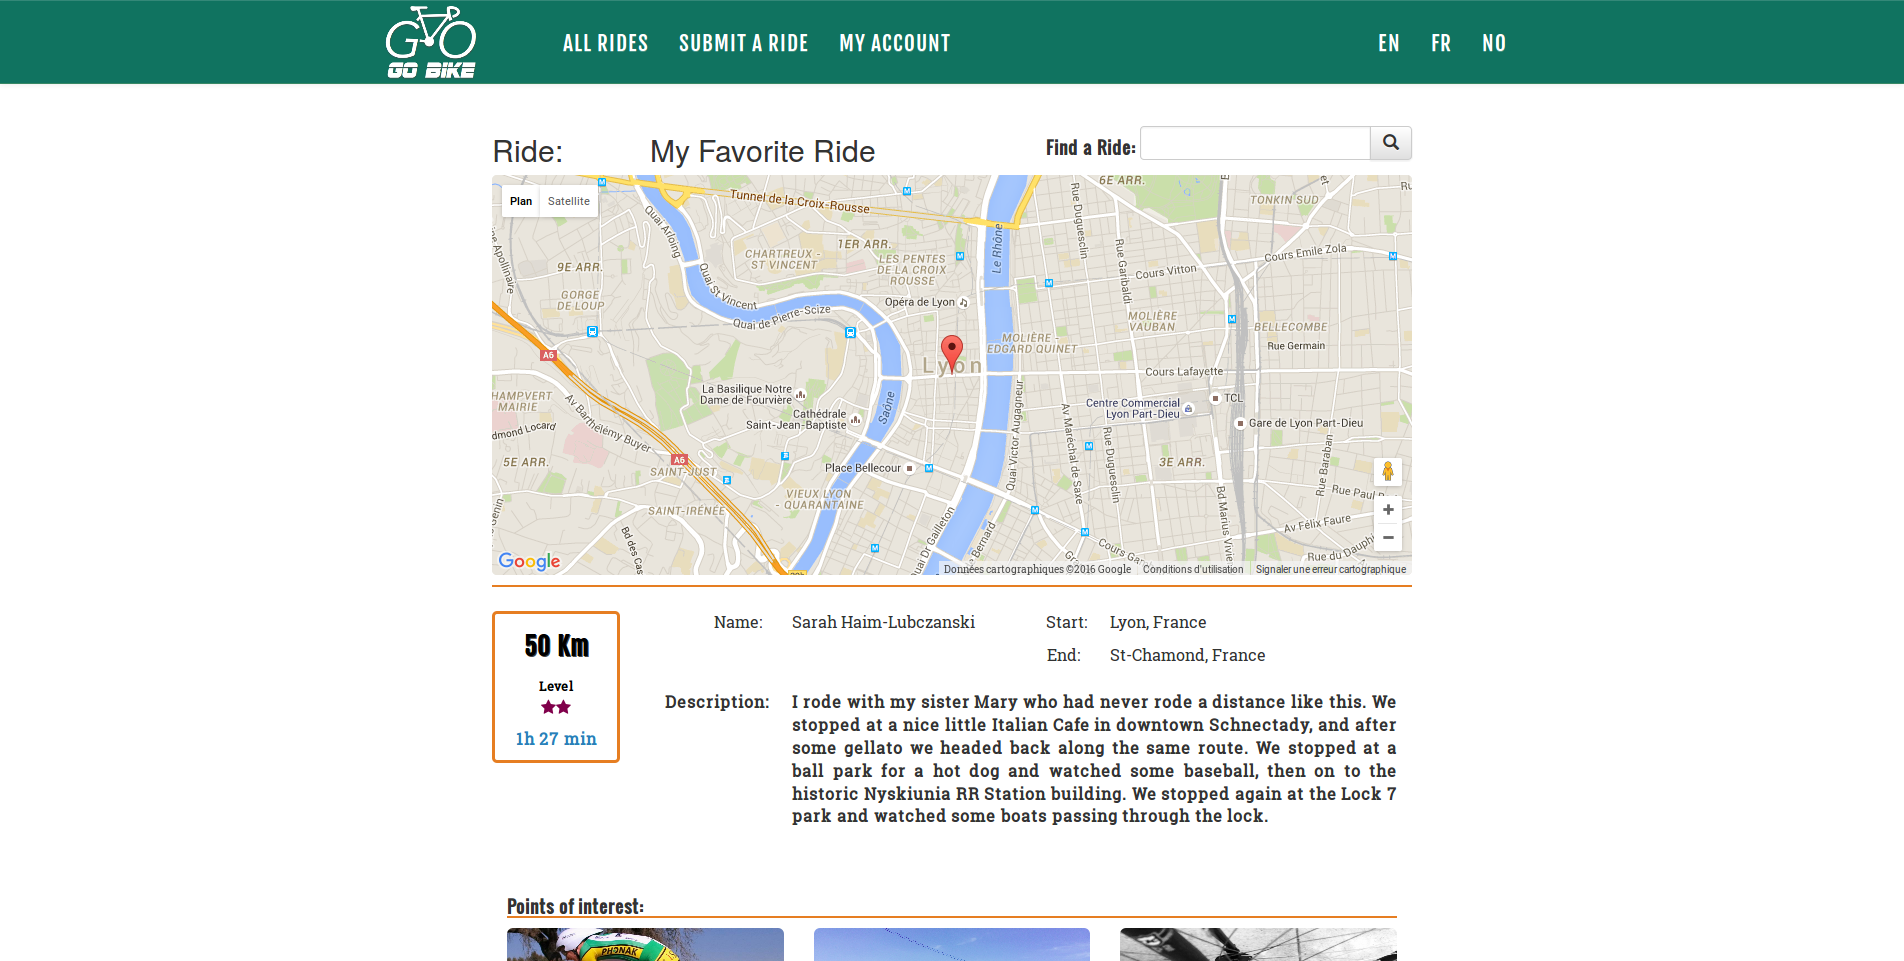 GO BIKE
ALL RIDES SUBMIT A RIDE MY ACCOUNT
EN FR NO
Ride: My Favorite Ride
Find a Ride:
Plan Satellite
Tunnel de la Croix-Rousse
6E ARR.
TONKIN SUD
Rue Duguesclin
Quai Arloing
1ER ARR.
Le Rhône
Rue Garibaldi
Cours Emile Zola
CHARTREUX -
ST VINCENT
LES PENTES
DE LA CROIX
ROUSSE
9E ARR.
Cours Vitton
Quai St Vincent
GORGE
DE LOUP
Quai de Pierre-Scize
Opéra de Lyon
MOLIÈRE
VAUBAN
BELLECOMBE
MOLIÈRE -
EDGARD QUINET
Rue Germain
A6
Lyon
Cours Lafayette
La Basilique Notre
Dame de Fourvière
HAMPVERT
MAIRIE
Av Barthélémy Buyer
Saône
Centre Commercial
Lyon Part-Dieu
TCL
Cathédrale
Saint-Jean-Baptiste
Gare de Lyon Part-Dieu
dmond Locard
Quai Victor Augagneur
Av Maréchal de Saxe
Rue Duguesclin
Rue Baraban
5E ARR.
A6
SAINT-JUST
Place Bellecour
3E ARR.
VIEUX LYON
- QUARANTAINE
Rue Paul
SAINT-IRÉNÉE
Quai Dr Gailleton
Bd Marius Vivie
Av Félix Faure
Bd des Cas
Bernard
Cours Ga
Rue du Dauph
Google
Données cartographiques ©2016 Google Conditions d'utilisation Signaler une erreur cartographique
50 Km
Level
1h 27 min
Name: Sarah Haim-Lubczanski
Start: Lyon, France
End: St-Chamond, France
Description: I rode with my sister Mary who had never rode a distance like this. We
stopped at a nice little Italian Cafe in downtown Schnectady, and after
some gellato we headed back along the same route. We stopped at a
ball park for a hot dog and watched some baseball, then on to the
historic Nyskiunia RR Station building. We stopped again at the Lock 7
park and watched some boats passing through the lock.
Points of interest:
PHONAK